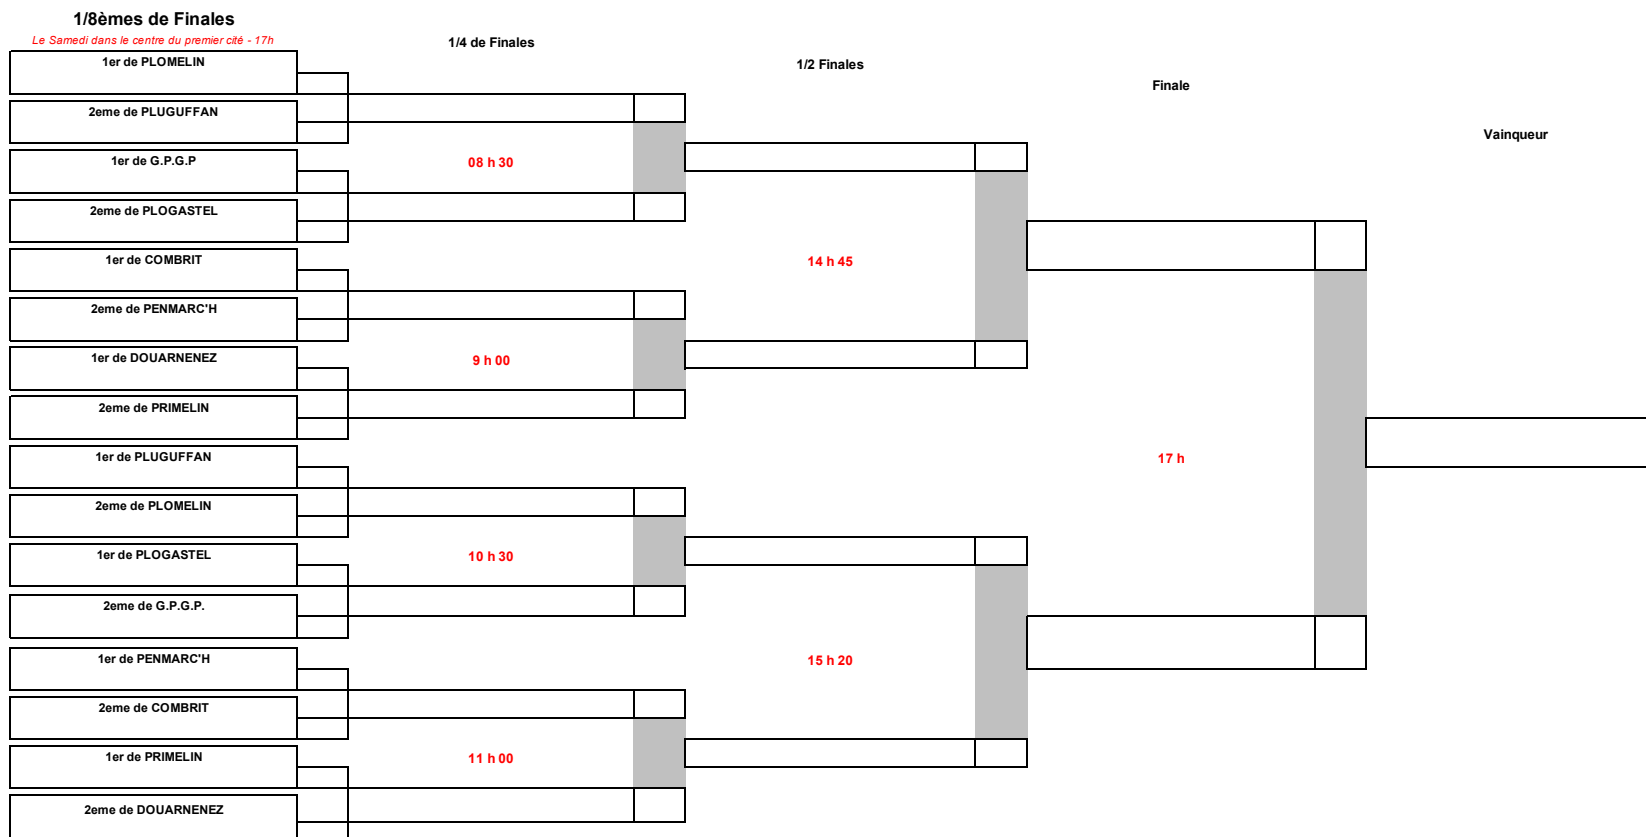 1/8èmes de Finales
Le Samedi dans le centre du premier cité - 17h
1/4 de Finales
1/2 Finales
Finale
Vainqueur
1er de PLOMELIN
2eme de PLUGUFFAN
1er de G.P.G.P
2eme de PLOGASTEL
1er de COMBRIT
2eme de PENMARC'H
1er de DOUARNENEZ
2eme de PRIMELIN
1er de PLUGUFFAN
2eme de PLOMELIN
1er de PLOGASTEL
2eme de G.P.G.P.
1er de PENMARC'H
2eme de COMBRIT
1er de PRIMELIN
2eme de DOUARNENEZ
08 h 30
9 h 00
10 h 30
11 h 00
14 h 45
15 h 20
17 h